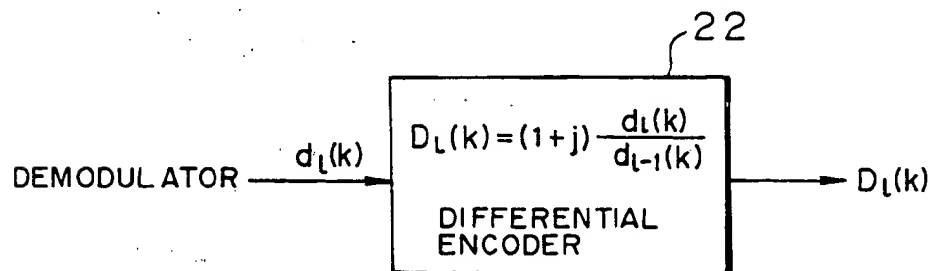 22
D_l(k) = (1+j) d_l(k) / d_{l-1}(k)
DEMODULATOR
d_l(k)
D_l(k)
DIFFERENTIAL
ENCODER